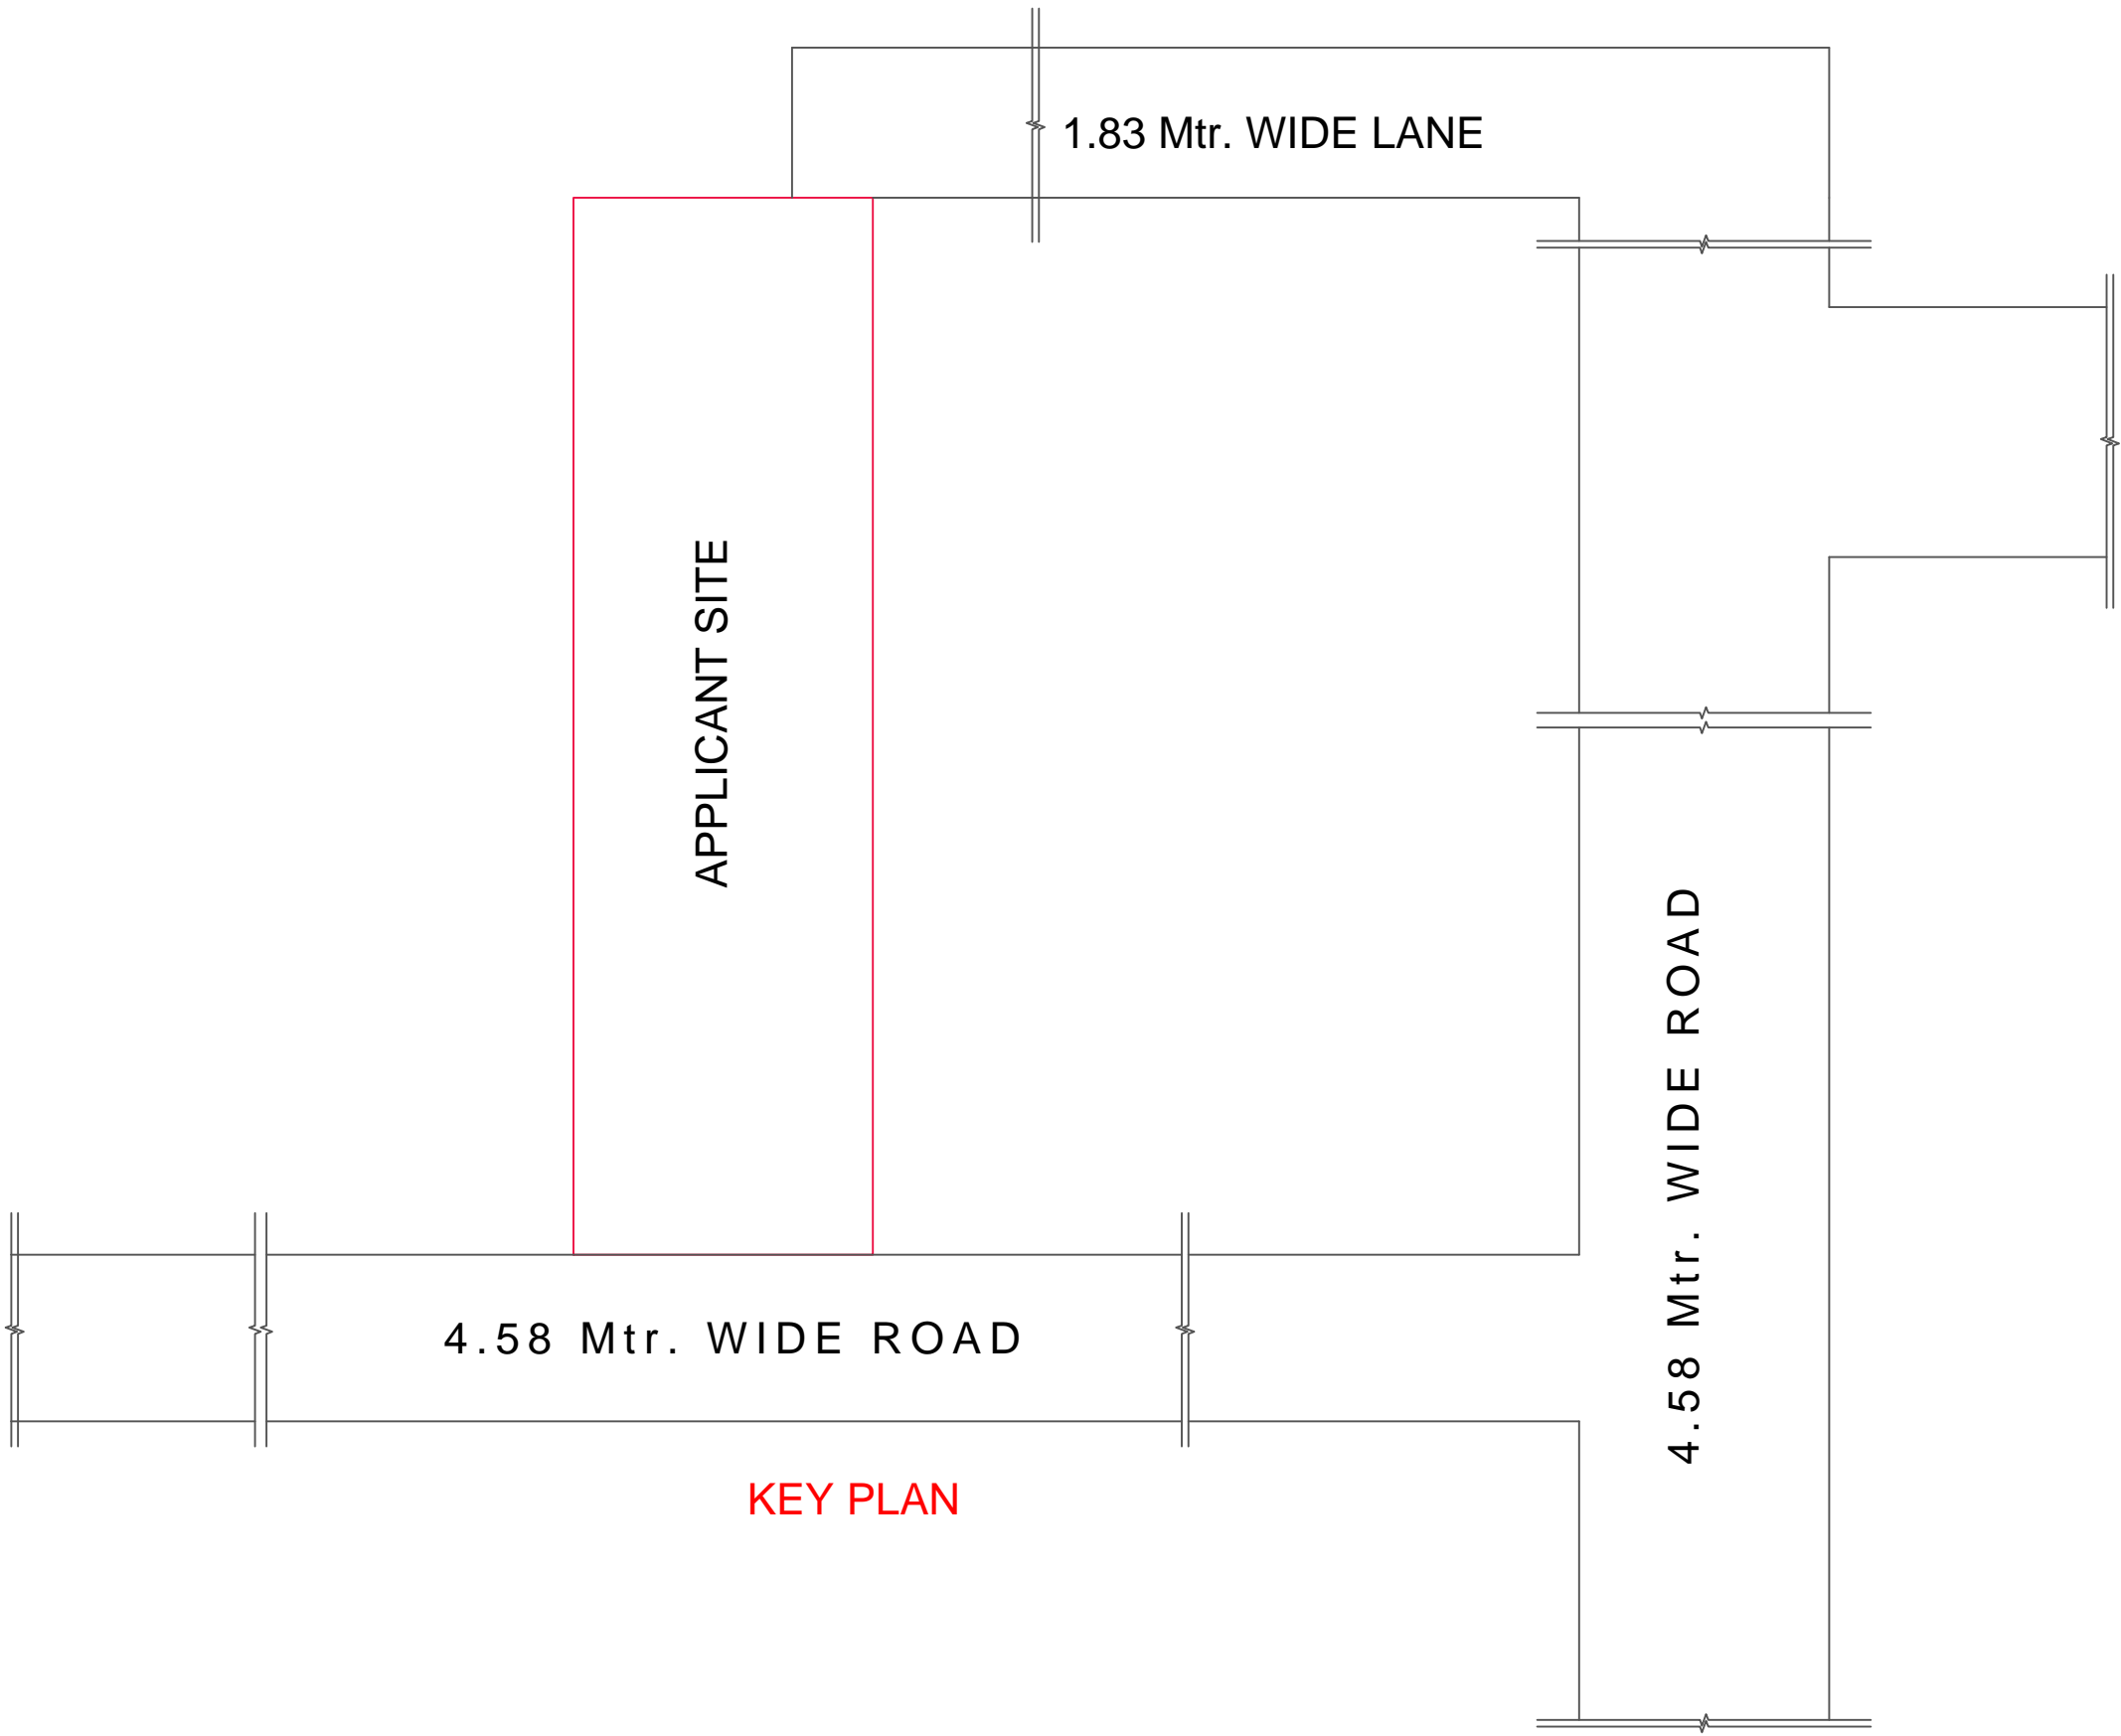 1.83 Mtr. WIDE LANE
APPLICANT SITE
4.58 Mtr. WIDE ROAD
4.58 Mtr. WIDE ROAD
KEY PLAN